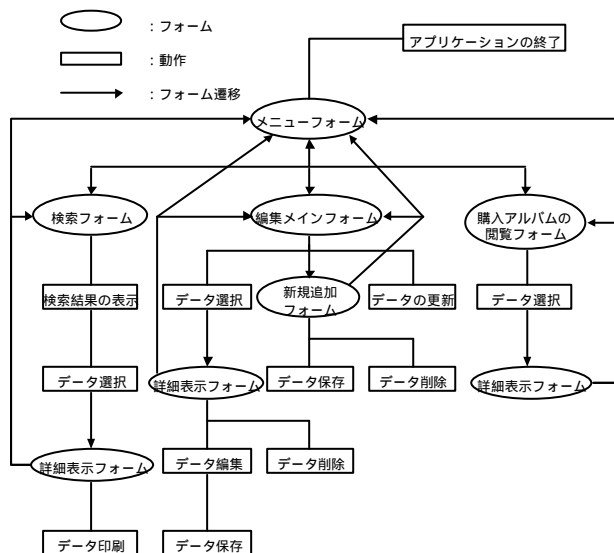 ：フォーム
アプリケーションの終了
：動作
：フォーム遷移
メニューフォーム
検索フォーム
編集メインフォーム
購入アルバムの
閲覧フォーム
検索結果の表示
データ選択
新規追加
フォーム
データの更新
データ選択
データ選択
詳細表示フォーム
データ保存
データ削除
詳細表示フォーム
詳細表示フォーム
データ編集
データ削除
データ印刷
データ保存